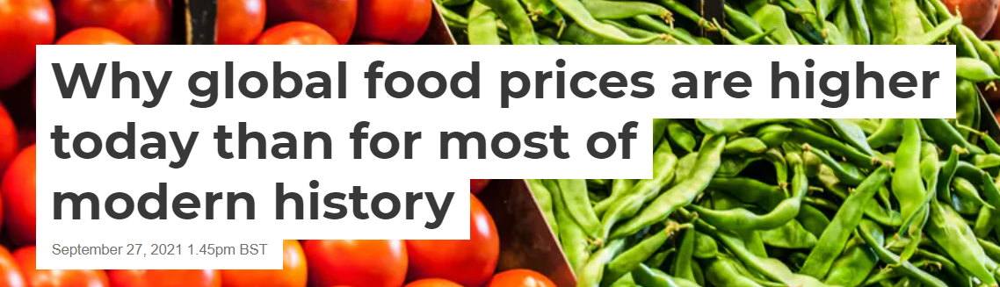 Why global food prices are higher
today than for most of
modern history
September 27, 2021 1.45pm BST